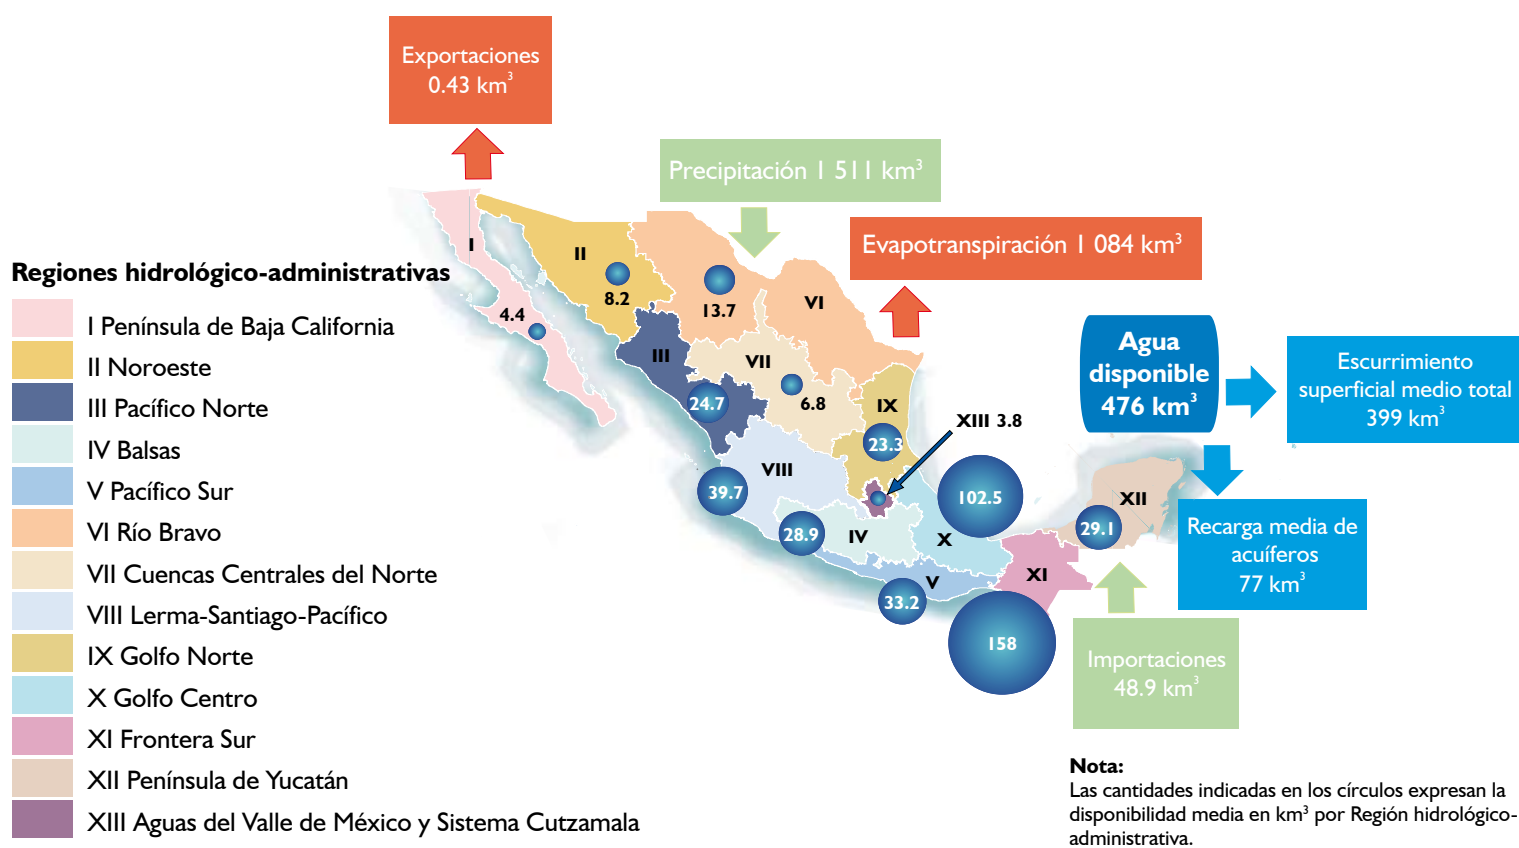 Exportaciones
0.43 km³
Precipitación 1 511 km³
Evapotranspiración 1 084 km³
Regiones hidrológico-administrativas
I Península de Baja California
II Noroeste
III Pacífico Norte
IV Balsas
V Pacífico Sur
VI Río Bravo
VII Cuencas Centrales del Norte
VIII Lerma-Santiago-Pacífico
IX Golfo Norte
X Golfo Centro
XI Frontera Sur
XII Península de Yucatán
XIII Aguas del Valle de México y Sistema Cutzamala
I
4.4
II
8.2
13.7
VI
III
24.7
VII
6.8
IX
23.3
XIII 3.8
VIII
39.7
28.9
IV
102.5
X
V
33.2
XI
158
XII
29.1
Agua
disponible
476 km³
Escurrimiento
superficial medio total
399 km³
Recarga media de
acuíferos
77 km³
Importaciones
48.9 km³
Nota:
Las cantidades indicadas en los círculos expresan la
disponibilidad media en km³ por Región hidrológico-
administrativa.